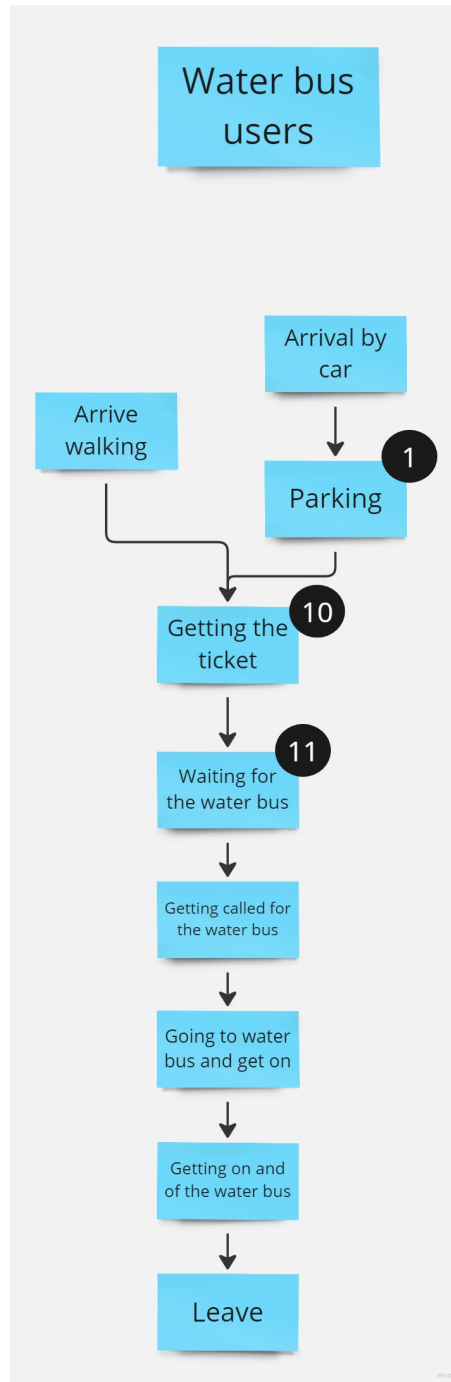 Water bus
users
Arrival by
car
Arrive
walking
1
Parking
10
Getting the
ticket
11
Waiting for
the water bus
Getting called for
the water bus
Going to water
bus and get on
Getting on and
of the water bus
Leave
miro